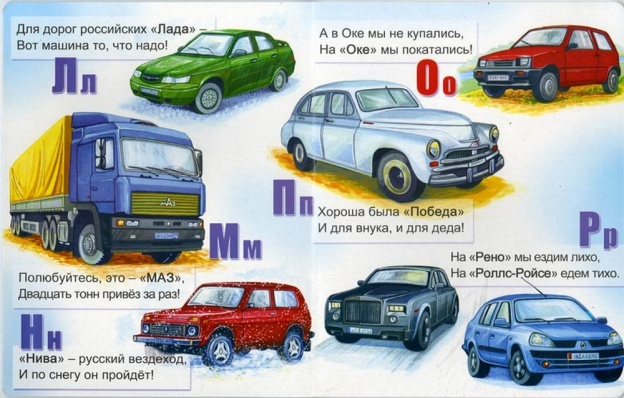 Для дорог российских «Лада» –
Вот машина то, что надо!
Лл
А в Оке мы не купались,
На «Оке» мы покатались!
Оо
МАЗ
Мм
Полюбуйтесь, это – «МАЗ»,
Двадцать тонн привёз за раз!
Пп
Хороша была «Победа»
И для внука, и для деда!
Нн
«Нива» – русский вездеход,
И по снегу он пройдёт!
Рр
На «Рено» мы ездим лихо,
На «Роллс-Ройсе» едем тихо.